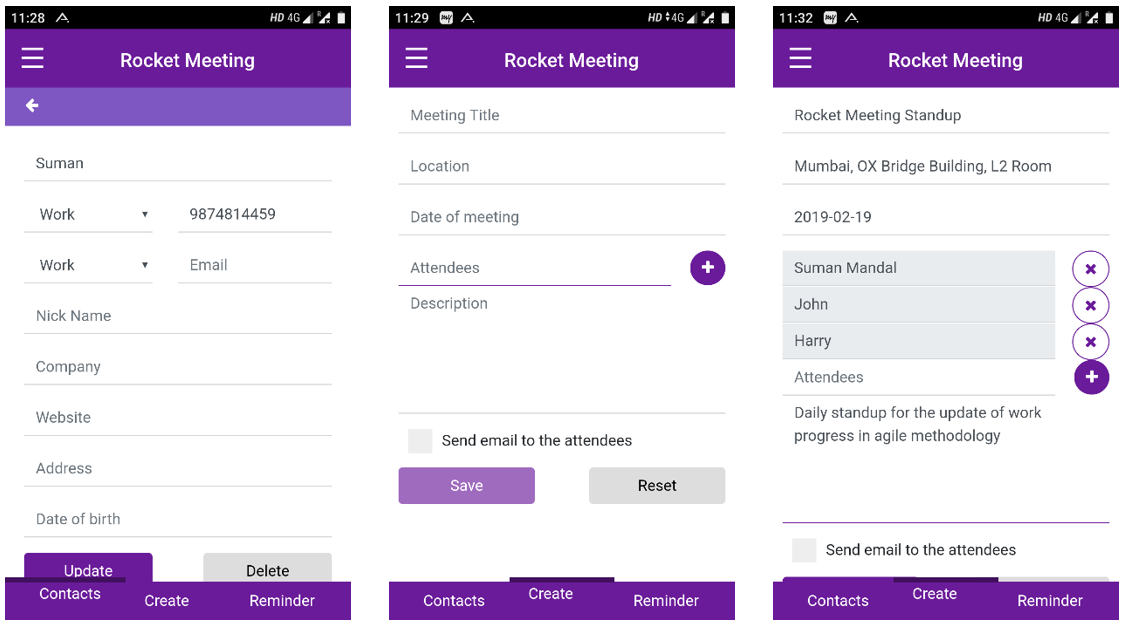 11:28
HD 4G R
Rocket Meeting
Suman
Work 9874814459
Work Email
Nick Name
Company
Website
Address
Date of birth
Update Delete
Contacts Create Reminder
11:29 my
HD 4G R
Rocket Meeting
Meeting Title
Location
Date of meeting
Attendees
Description
Send email to the attendees
Save Reset
Contacts Create Reminder
11:32 my
HD 4G R
Rocket Meeting
Rocket Meeting Standup
Mumbai, OX Bridge Building, L2 Room
2019-02-19
Suman Mandal
John
Harry
Attendees
Daily standup for the update of work
progress in agile methodology
Send email to the attendees
Contacts Create Reminder